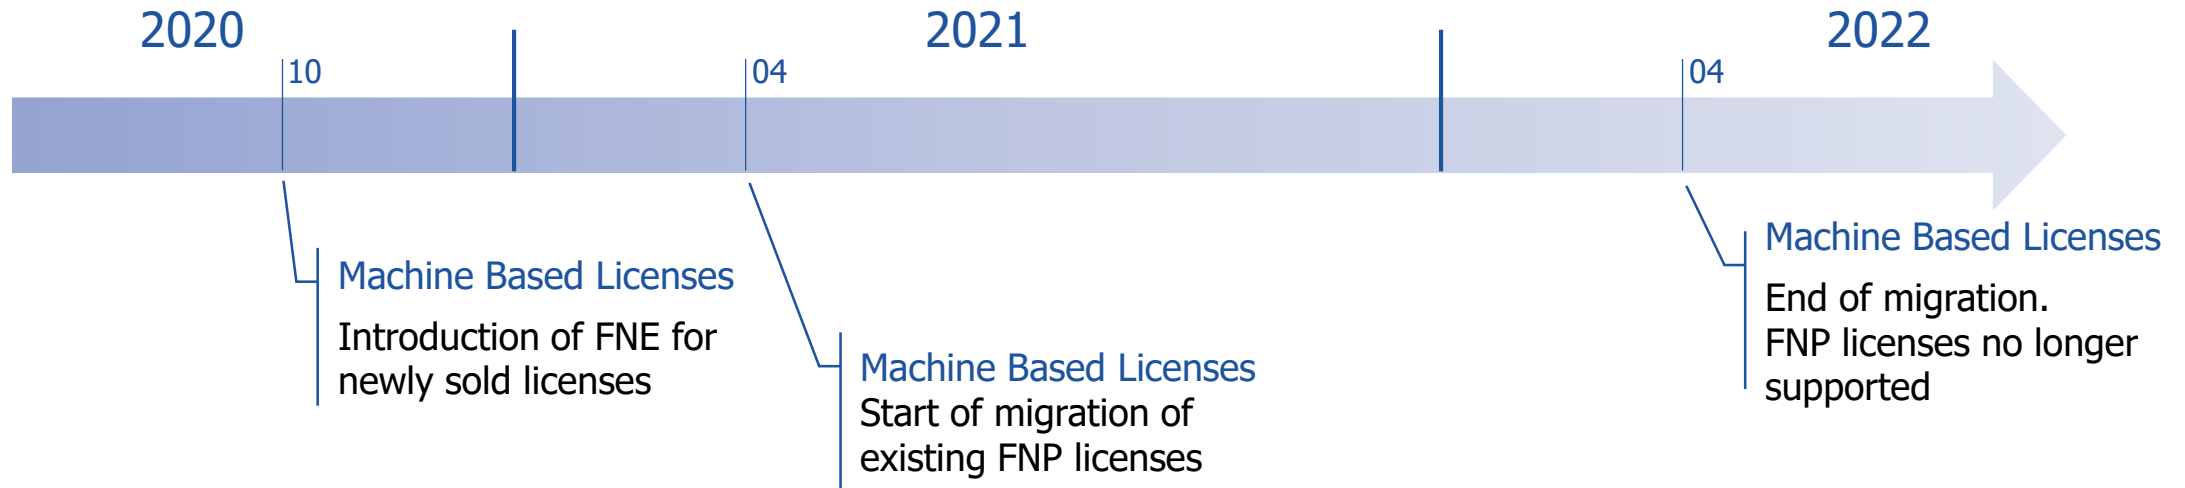 2020
2021
2022
10
04
04
Machine Based Licenses
Introduction of FNE for
newly sold licenses
Machine Based Licenses
Start of migration of
existing FNP licenses
Machine Based Licenses
End of migration.
FNP licenses no longer
supported